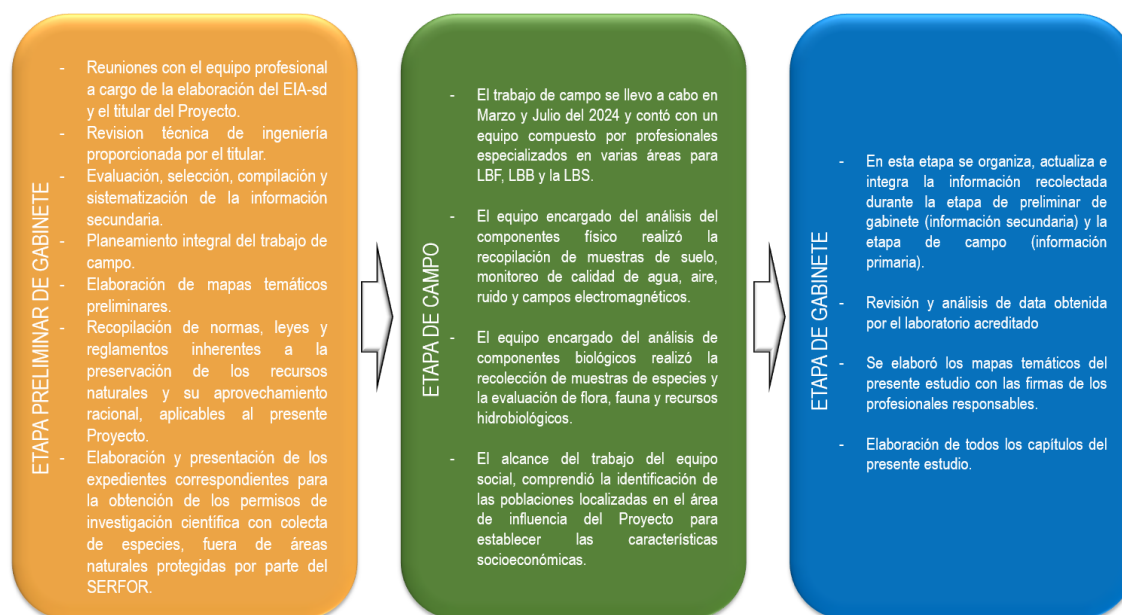 ETAPA PRELIMINAR DE GABINETE
- Reuniones con el equipo profesional
a cargo de la elaboración del EIA-sd
y el titular del Proyecto.
- Revision técnica de ingeniería
proporcionada por el titular.
- Evaluación, selección, compilación y
sistematización de la información
secundaria.
- Planeamiento integral del trabajo de
campo.
- Elaboración de mapas temáticos
preliminares.
- Recopilación de normas, leyes y
reglamentos inherentes a la
preservación de los recursos
naturales y su aprovechamiento
racional, aplicables al presente
Proyecto.
- Elaboración y presentación de los
expedientes correspondientes para
la obtención de los permisos de
investigación científica con colecta
de especies, fuera de áreas
naturales protegidas por parte del
SERFOR.
ETAPA DE CAMPO
- El trabajo de campo se llevo a cabo en
Marzo y Julio del 2024 y contó con un
equipo compuesto por profesionales
especializados en varias áreas para
LBF, LBB y la LBS.
- El equipo encargado del análisis del
componentes físico realizó la
recopilación de muestras de suelo,
monitoreo de calidad de agua, aire,
ruido y campos electromagnéticos.
- El equipo encargado del análisis de
componentes biológicos realizó la
recolección de muestras de especies y
la evaluación de flora, fauna y recursos
hidrobiológicos.
- El alcance del trabajo del equipo
social, comprendió la identificación de
las poblaciones localizadas en el área
de influencia del Proyecto para
establecer las características
socioeconómicas.
ETAPA DE GABINETE
- En esta etapa se organiza, actualiza e
integra la información recolectada
durante la etapa de preliminar de
gabinete (información secundaria) y la
etapa de campo (información
primaria).
- Revisión y análisis de data obtenida
por el laboratorio acreditado
- Se elaboró los mapas temáticos del
presente estudio con las firmas de los
profesionales responsables.
- Elaboración de todos los capítulos del
presente estudio.